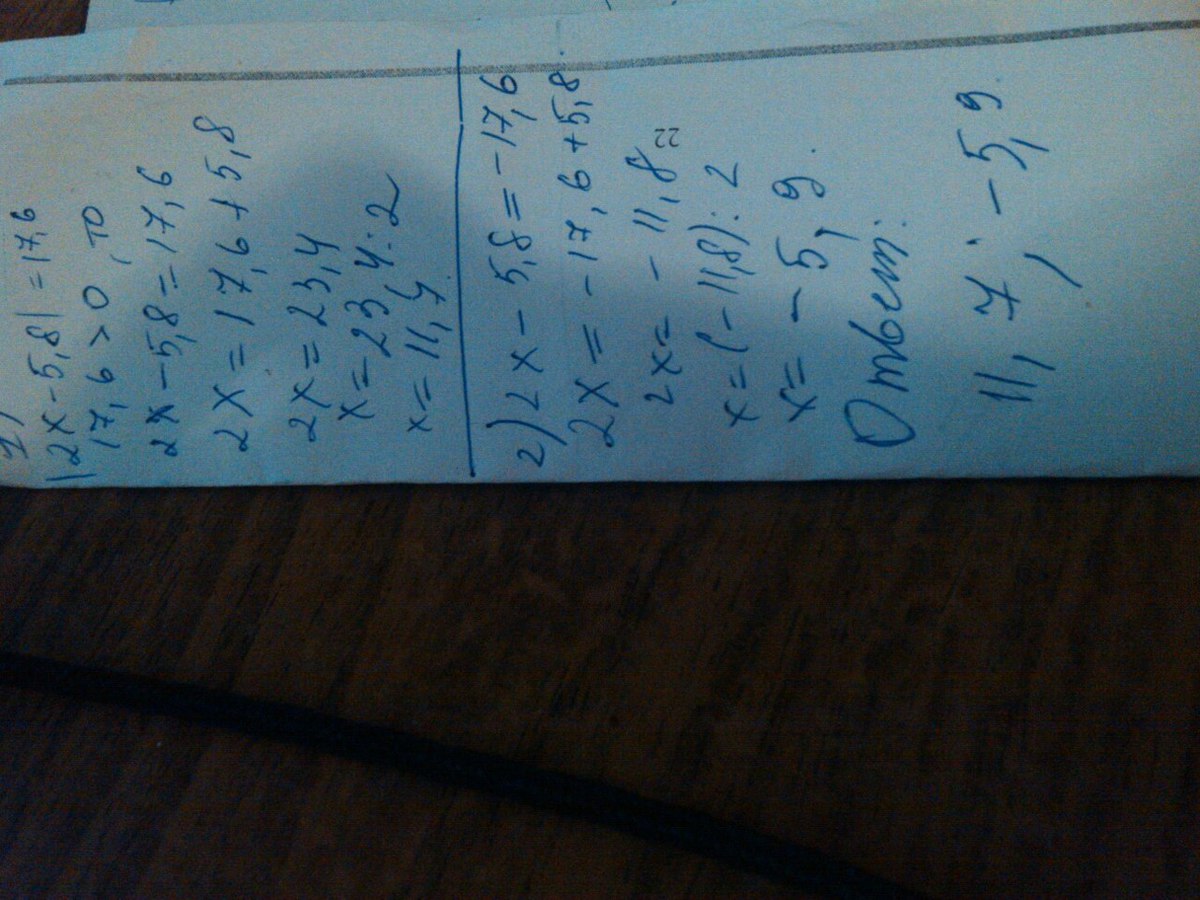 1)
|2x-5,8|=17,6
17,6>0, то
2x-5,8=17,6
2x=17,6+5,8
2x=23,4
x=23,4:2
x=11,7
2) 2x-5,8=-17,6
2x=-17,6+5,8.
2x=-11,8
x=(-11,8):2
x=-5,9.
Ответ:
11,7; -5,9.
22